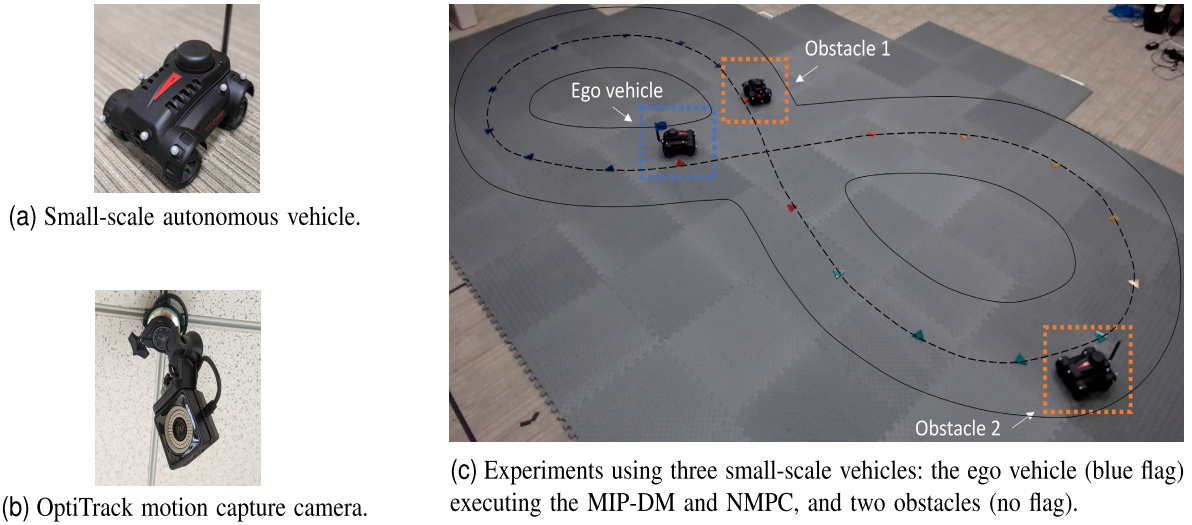 (a) Small-scale autonomous vehicle.
(b) OptiTrack motion capture camera.
Obstacle 1
Ego vehicle
Obstacle 2
(c) Experiments using three small-scale vehicles: the ego vehicle (blue flag)
executing the MIP-DM and NMPC, and two obstacles (no flag).